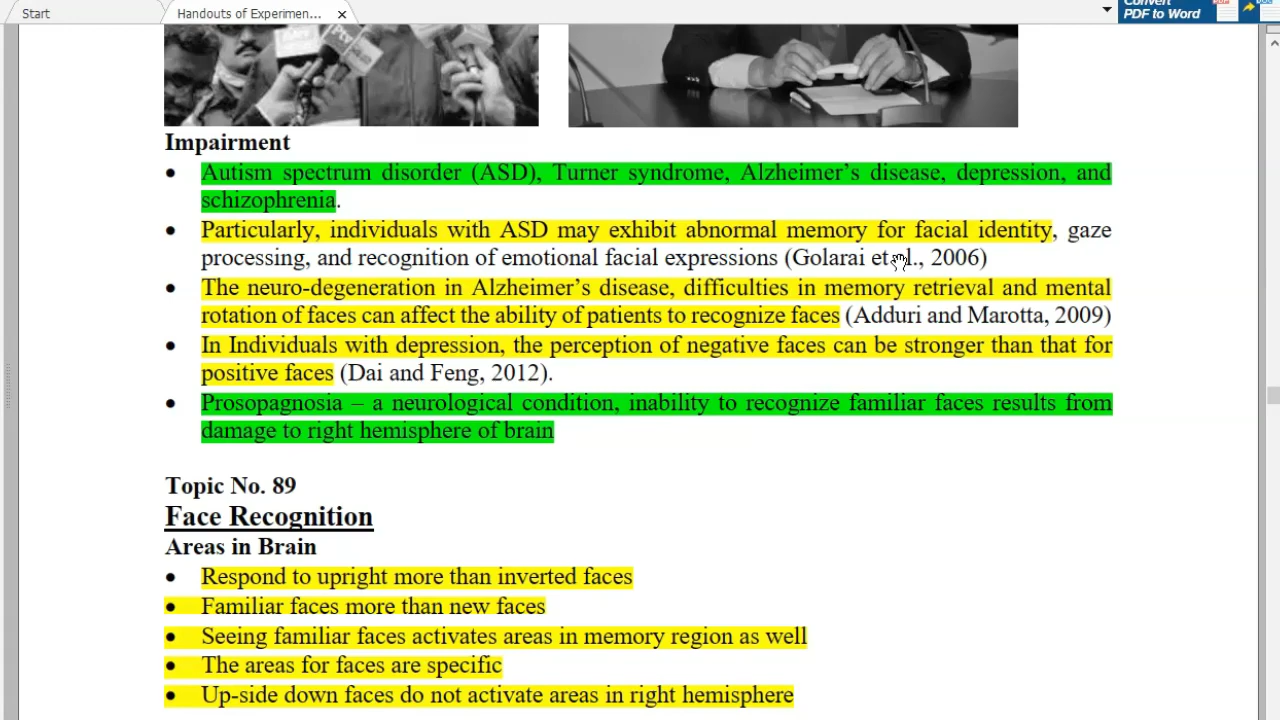 Start
Handouts of Experimen...
Convert
PDF to Word
Impairment
• Autism spectrum disorder (ASD), Turner syndrome, Alzheimer's disease, depression, and
schizophrenia.
• Particularly, individuals with ASD may exhibit abnormal memory for facial identity, gaze
processing, and recognition of emotional facial expressions (Golarai et l., 2006)
• The neuro-degeneration in Alzheimer's disease, difficulties in memory retrieval and mental
rotation of faces can affect the ability of patients to recognize faces (Adduri and Marotta, 2009)
• In Individuals with depression, the perception of negative faces can be stronger than that for
positive faces (Dai and Feng, 2012).
• Prosopagnosia – a neurological condition, inability to recognize familiar faces results from
damage to right hemisphere of brain
Topic No. 89
Face Recognition
Areas in Brain
• Respond to upright more than inverted faces
• Familiar faces more than new faces
• Seeing familiar faces activates areas in memory region as well
• The areas for faces are specific
• Up-side down faces do not activate areas in right hemisphere